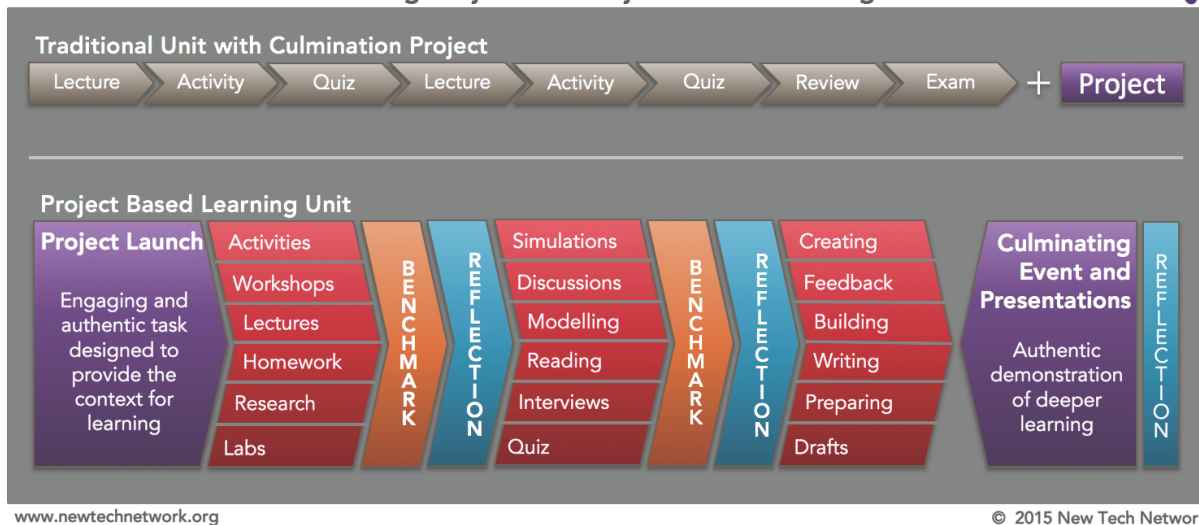 Traditional Unit with Culmination Project
Lecture Activity Quiz Lecture Activity Quiz Review Exam + Project
Project Based Learning Unit
Project Launch
Engaging and
authentic task
designed to
provide the
context for
learning
Activities
Workshops
Lectures
Homework
Research
Labs
BENCHMARK
REFLECTION
Simulations
Discussions
Modelling
Reading
Interviews
Quiz
BENCHMARK
REFLECTION
Creating
Feedback
Building
Writing
Preparing
Drafts
Culminating
Event and
Presentations
Authentic
demonstration
of deeper
learning
REFLECTION
www.newtechnetwork.org
© 2015 New Tech Networ